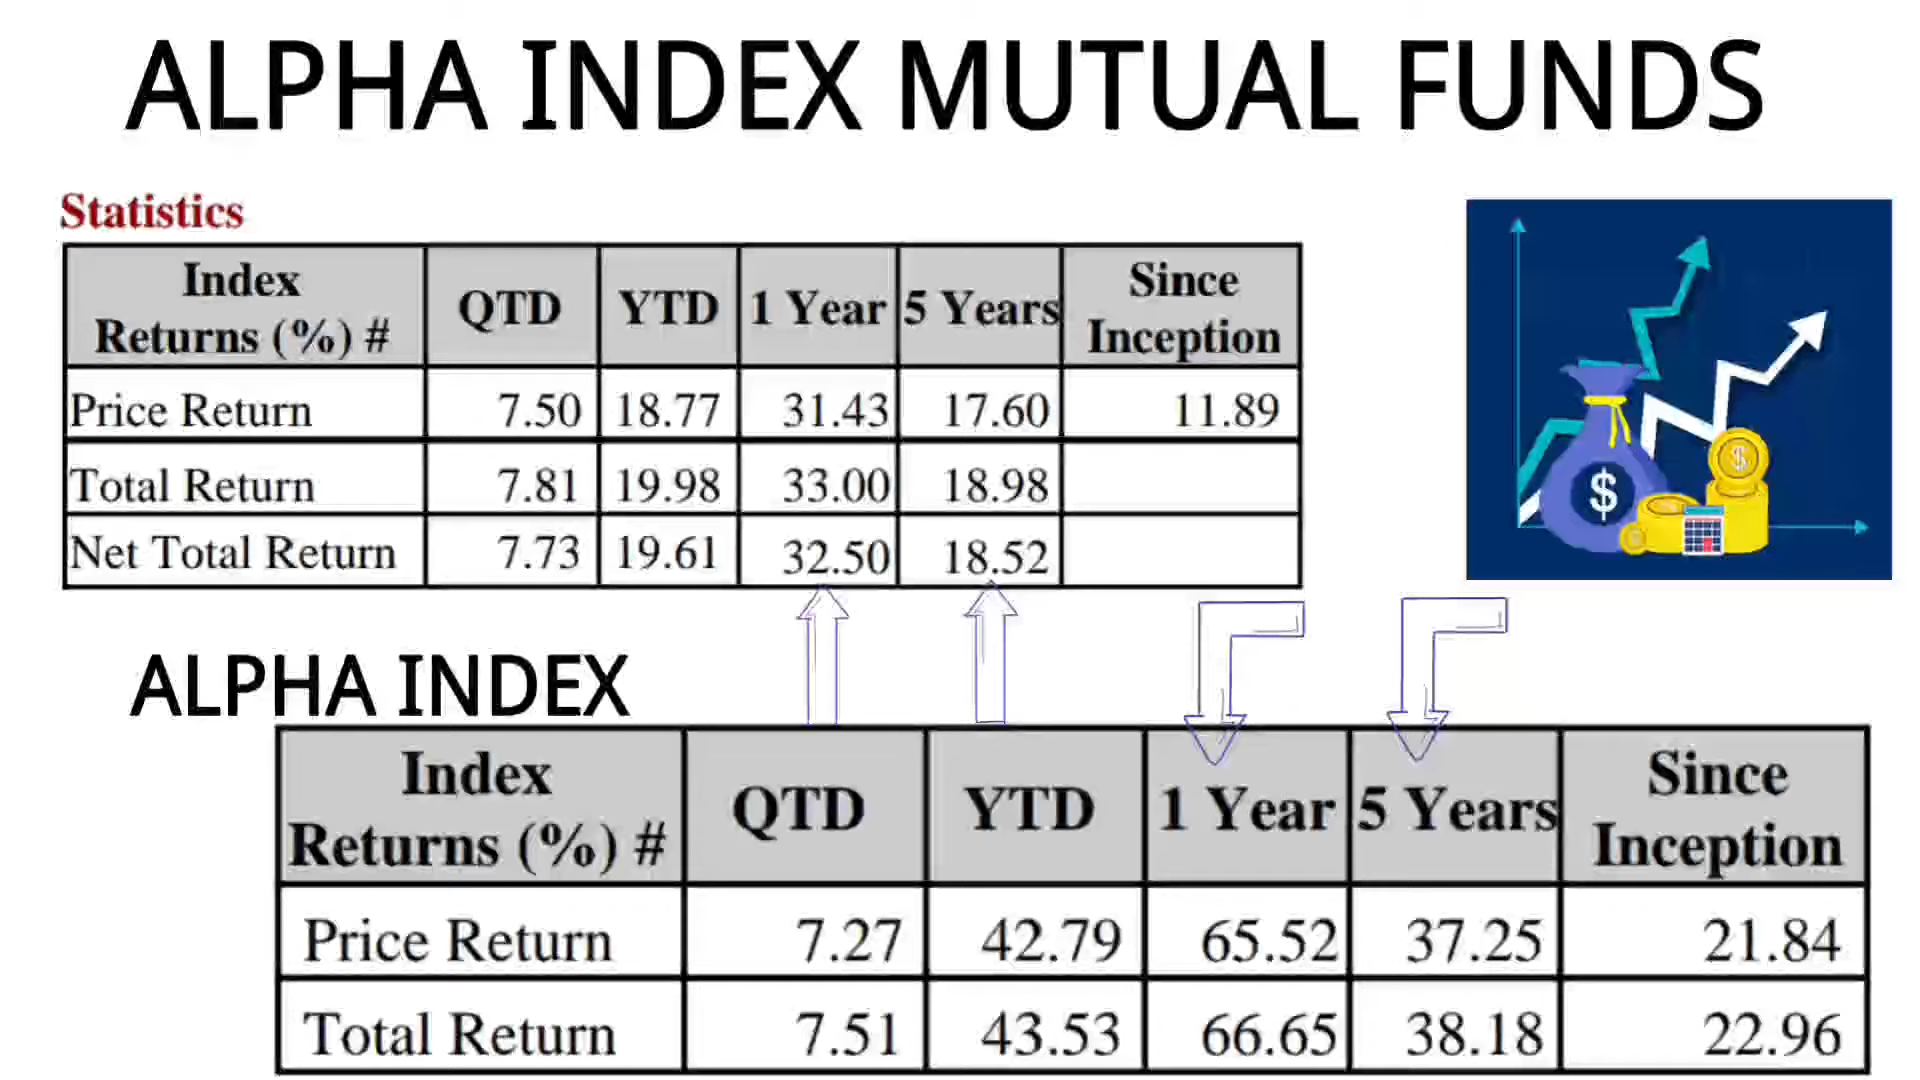 ALPHA INDEX MUTUAL FUNDS
Statistics
Index Returns (%) # QTD YTD 1 Year 5 Years Since Inception
Price Return 7.50 18.77 31.43 17.60 11.89
Total Return 7.81 19.98 33.00 18.98
Net Total Return 7.73 19.61 32.50 18.52
$
$
ALPHA INDEX
Index Returns (%) # QTD YTD 1 Year 5 Years Since Inception
Price Return 7.27 42.79 65.52 37.25 21.84
Total Return 7.51 43.53 66.65 38.18 22.96